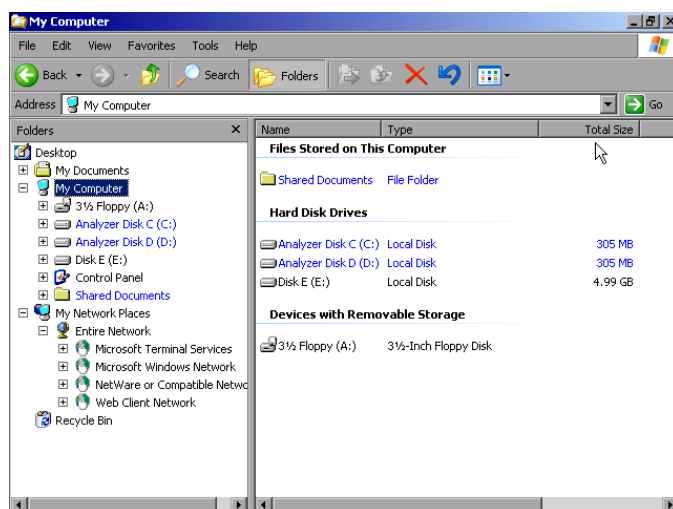 My Computer
File Edit View Favorites Tools Help
Back Search Folders
Address My Computer Go
Folders
Desktop
My Documents
My Computer
3½ Floppy (A:)
Analyzer Disk C (C:)
Analyzer Disk D (D:)
Disk E (E:)
Control Panel
Shared Documents
My Network Places
Entire Network
Microsoft Terminal Services
Microsoft Windows Network
NetWare or Compatible Netwo
Web Client Network
Recycle Bin
Name Type Total Size
Files Stored on This Computer
Shared Documents File Folder
Hard Disk Drives
Analyzer Disk C (C:) Local Disk 305 MB
Analyzer Disk D (D:) Local Disk 305 MB
Disk E (E:) Local Disk 4.99 GB
Devices with Removable Storage
3½ Floppy (A:) 3½-Inch Floppy Disk